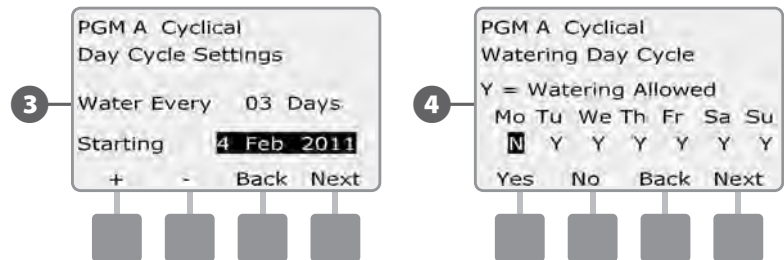 PGM A Cyclical
Day Cycle Settings
3
Water Every 03 Days
Starting 4 Feb 2011
+ - Back Next
PGM A Cyclical
Watering Day Cycle
4
Y = Watering Allowed
Mo Tu We Th Fr Sa Su
N Y Y Y Y Y Y
Yes No Back Next